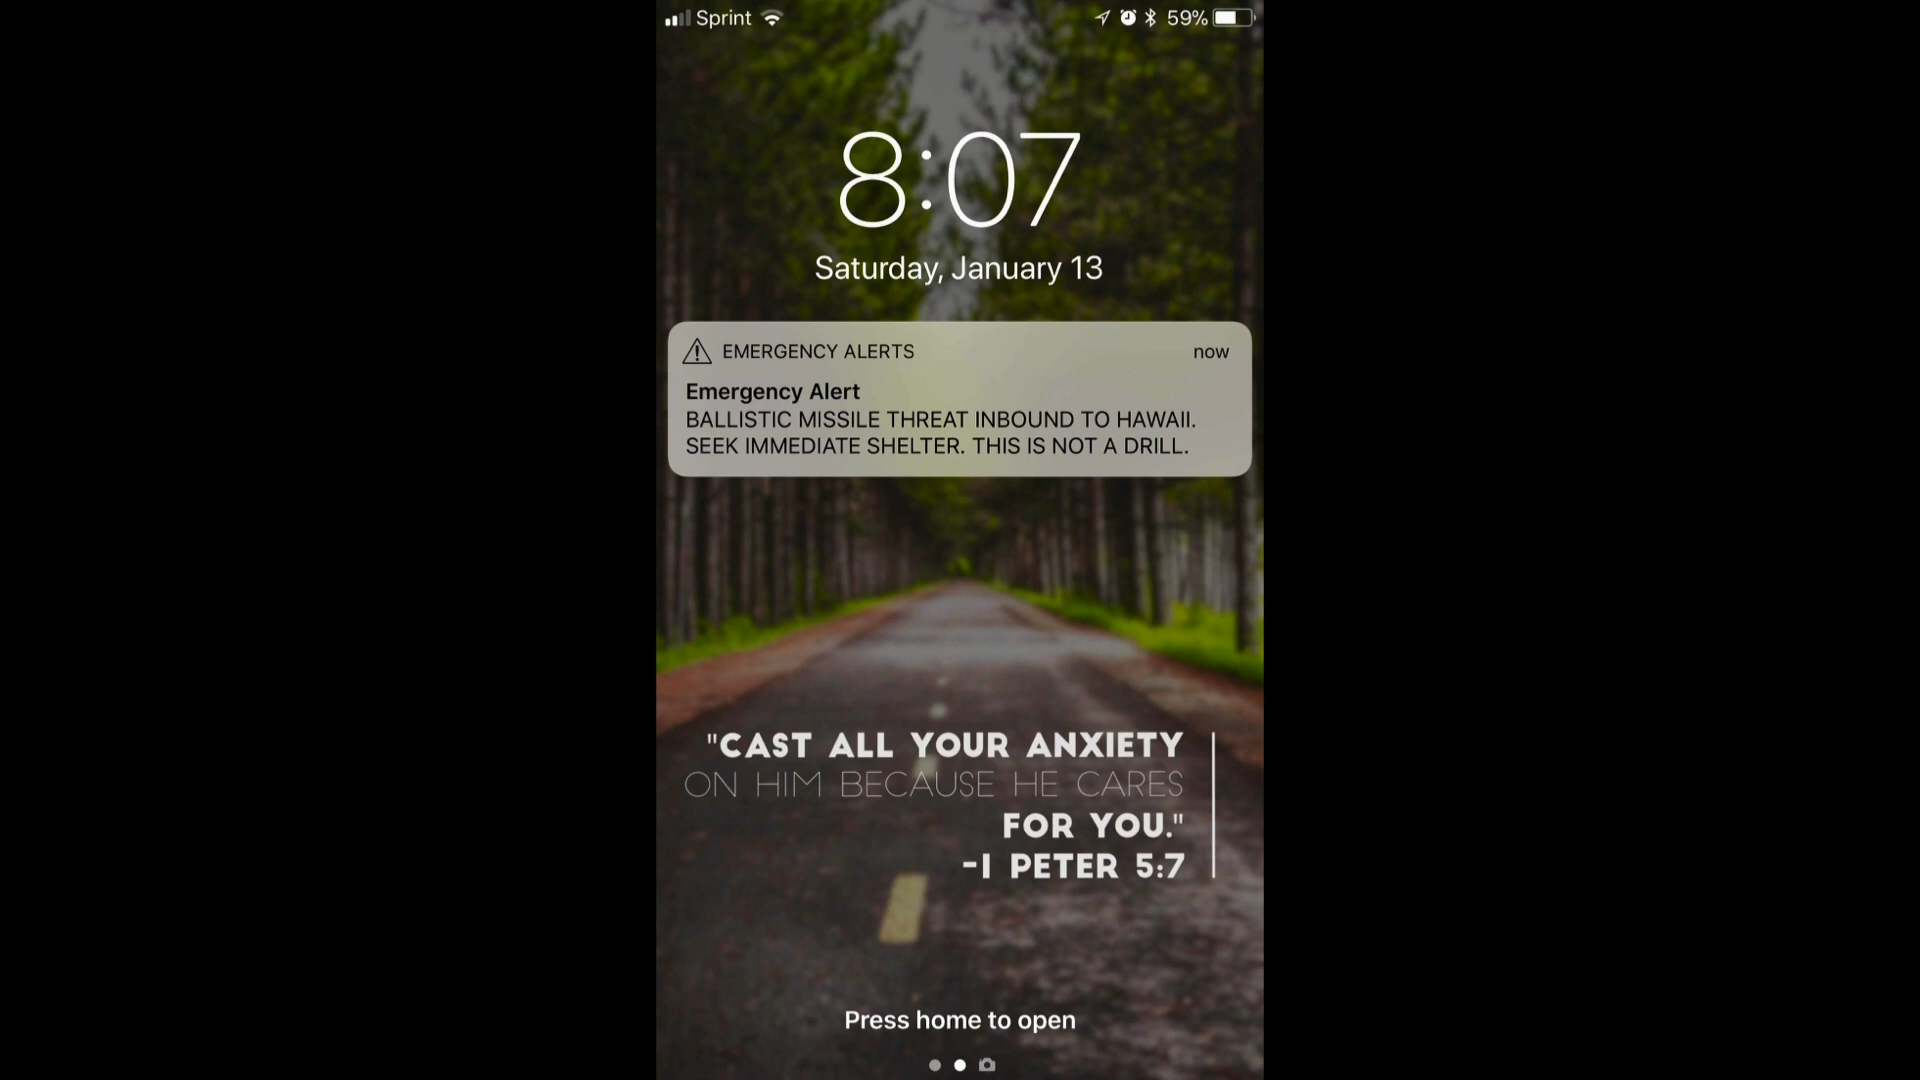 Sprint 59%
8:07
Saturday, January 13
EMERGENCY ALERTS now
Emergency Alert
BALLISTIC MISSILE THREAT INBOUND TO HAWAII.
SEEK IMMEDIATE SHELTER. THIS IS NOT A DRILL.
"CAST ALL YOUR ANXIETY
ON HIM BECAUSE HE CARES
FOR YOU."
-1 PETER 5:7
Press home to open